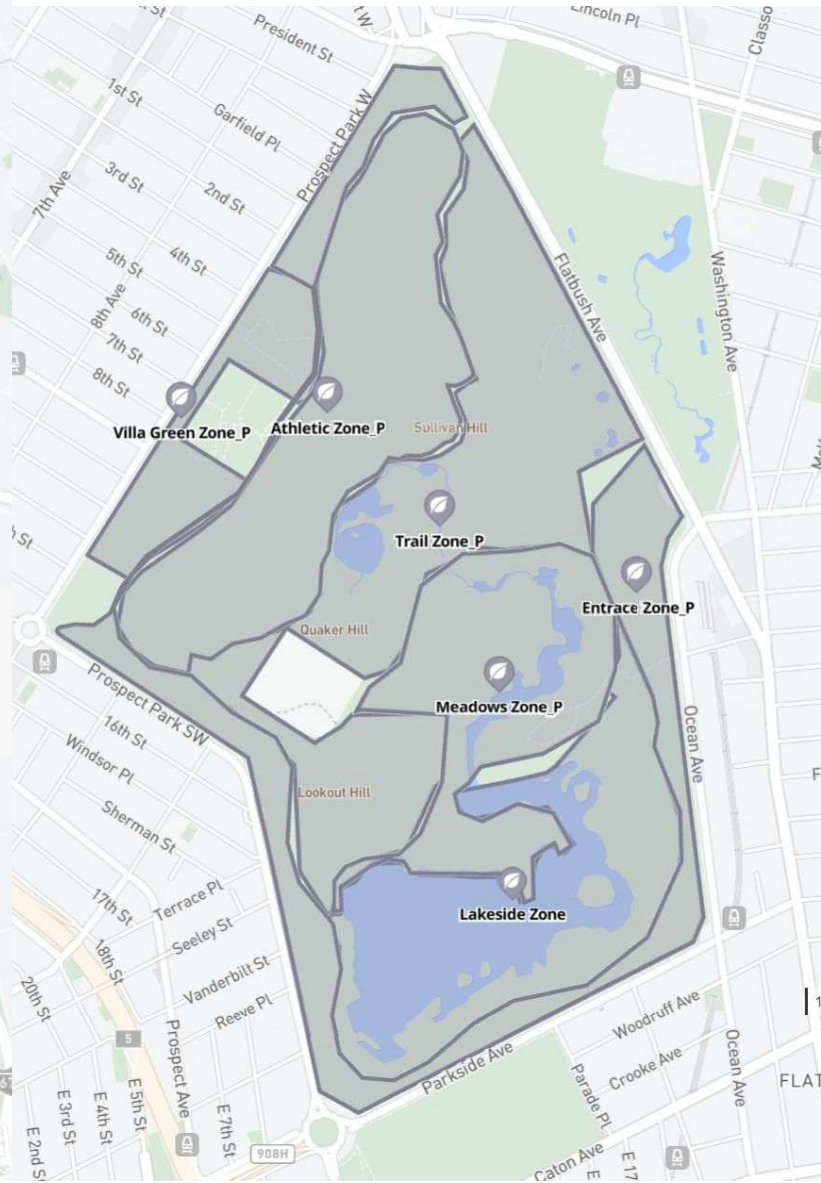 Lincoln Pl
Classo
President St
1st St
Garfield Pl
Prospect Park W
3rd St
2nd St
7th Ave
4th St
5th St
8th Ave
6th St
7th St
8th St
Flatbush Ave
Washington Ave
Villa Green Zone_P
Athletic Zone_P
Sullivan Hill
Trail Zone_P
Entrace Zone_P
Quaker Hill
Meadows Zone_P
Prospect Park SW
16th St
Windsor Pl
Ocean Ave
Sherman St
Lookout Hill
17th St
Terrace Pl
Lakeside Zone
Seeley St
18th St
20th St
Vanderbilt St
Reeve Pl
Woodruff Ave
5
Prospect Ave
Parkside Ave
Crooke Ave
Ocean Ave
Parade Pl
FLAT
E 5th St
E 4th St
E 3rd St
E 2nd St
E 7th St
908H
Caton Ave
E 17